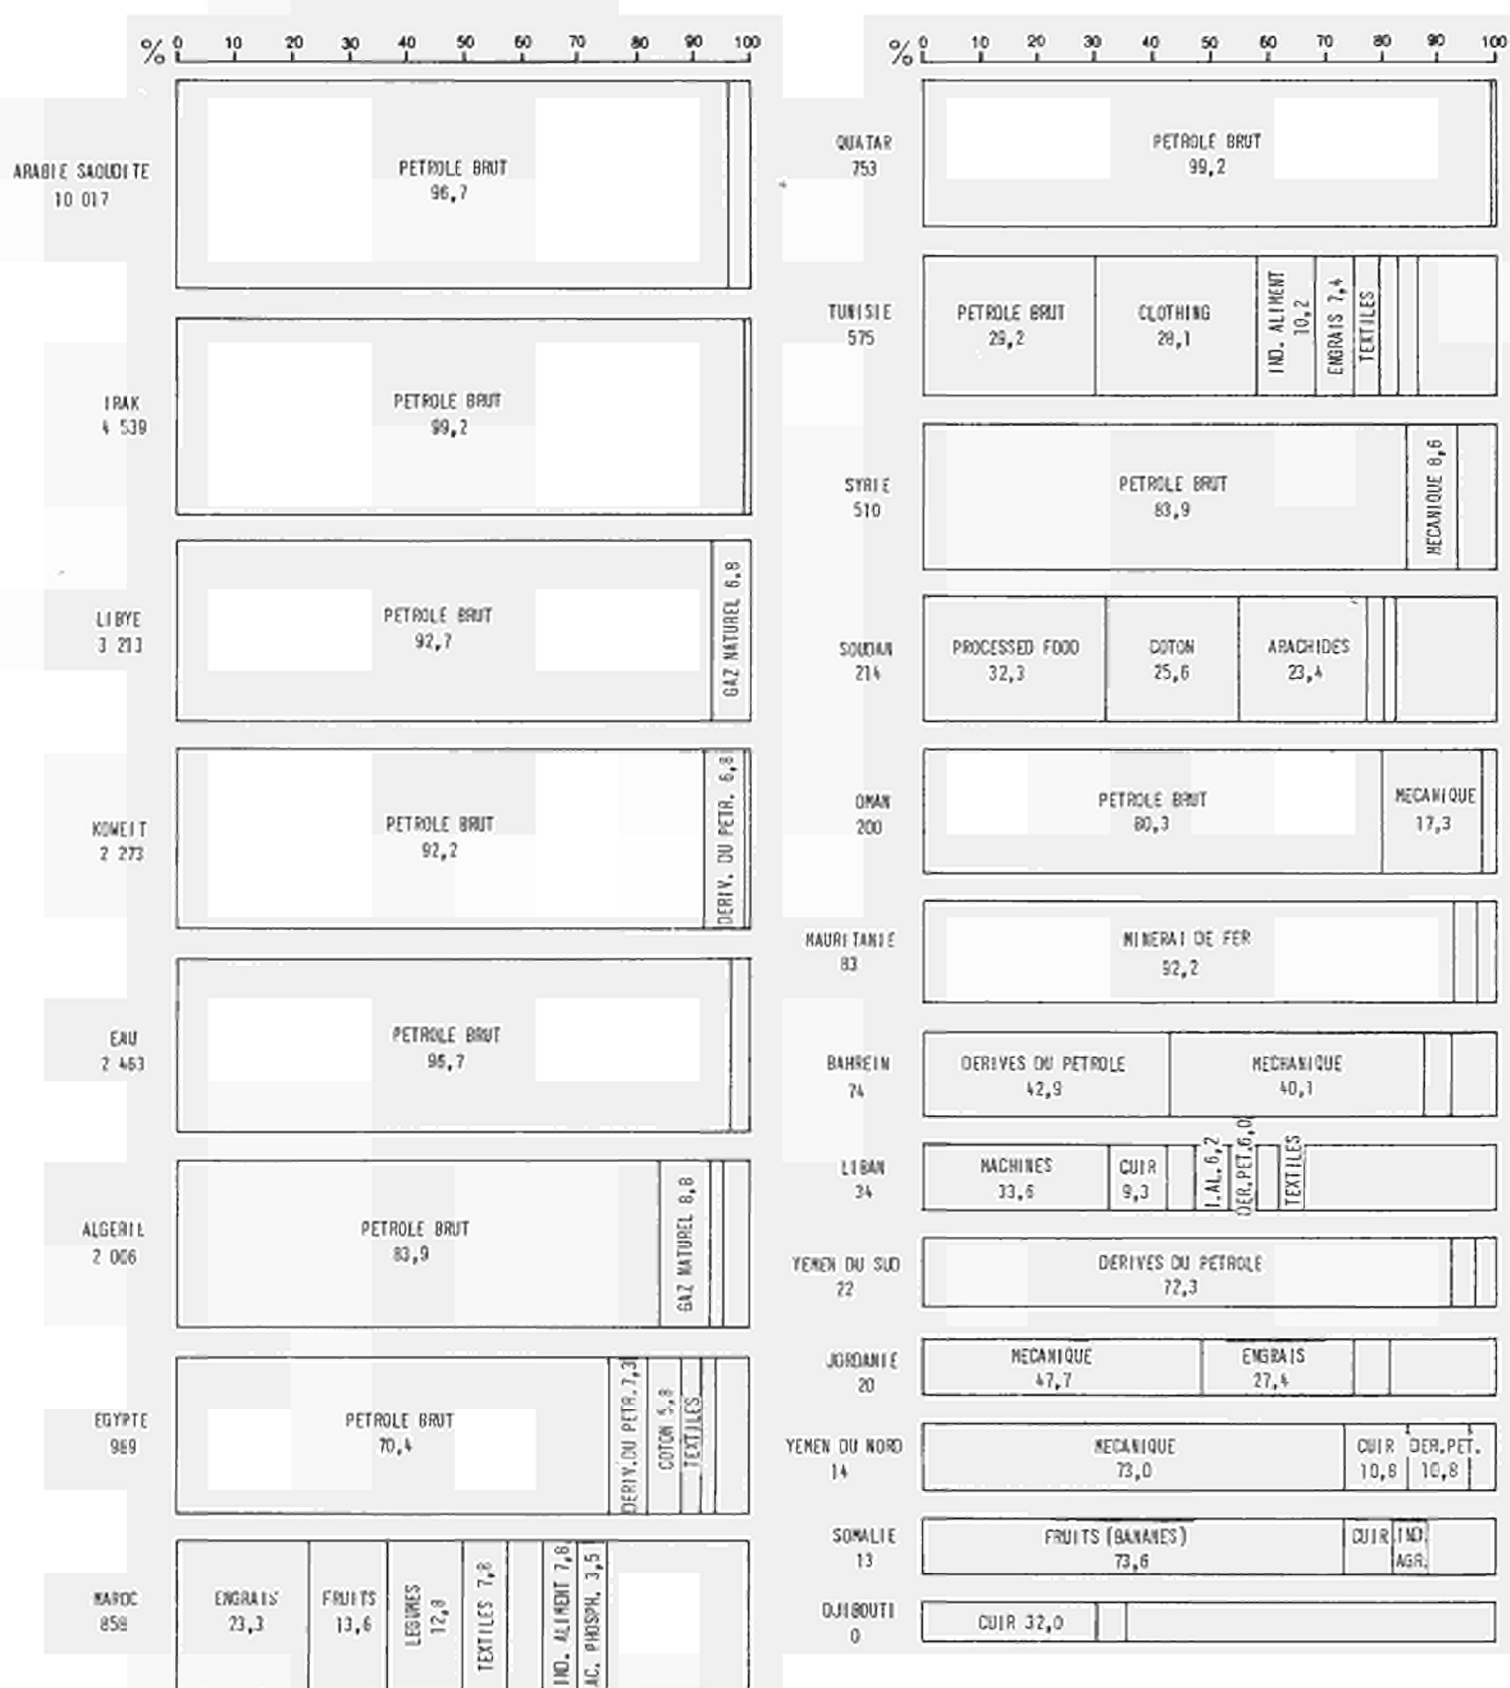 % 0 10 20 30 40 50 60 70 80 90 100
ARABIE SAOUDITE
10 017
PETROLE BRUT
96,7
IRAK
4 539
PETROLE BRUT
99,2
LIBYE
3 213
PETROLE BRUT
92,7
GAZ NATUREL 6,8
KOWEIT
2 273
PETROLE BRUT
92,2
DERIV. DU PETR. 6,8
EAU
2 463
PETROLE BRUT
96,7
ALGERIE
2 006
PETROLE BRUT
83,9
GAZ NATUREL 8,8
EGYPTE
989
PETROLE BRUT
70,4
DERIV.DU PETR.7,3
COTON 5,8
TEXTILES
MAROC
858
ENGRAIS
23,3
FRUITS
13,6
LEGUMES
12,8
TEXTILES 7,8
IND. ALIMENT 7,8
AC. PHOSPH. 3,5
% 0 10 20 30 40 50 60 70 80 90 100
QUATAR
753
PETROLE BRUT
99,2
TUNISIE
575
PETROLE BRUT
29,2
CLOTHING
28,1
IND. ALIMENT
10,2
ENGRAIS 7,4
TEXTILES
SYRIE
510
PETROLE BRUT
83,9
MECANIQUE 8,6
SOUDAN
214
PROCESSED FOOD
32,3
COTON
25,6
ARACHIDES
23,4
OMAN
200
PETROLE BRUT
80,3
MECANIQUE
17,3
MAURITANIE
83
MINERAI DE FER
92,2
BAHREIN
74
DERIVES DU PETROLE
42,9
MECHANIQUE
40,1
LIBAN
34
MACHINES
33,6
CUIR
9,3
I.AL.6,2
DER.PET.6,0
TEXTILES
YEMEN DU SUD
22
DERIVES DU PETROLE
72,3
JORDANIE
20
MECANIQUE
47,7
ENGRAIS
27,4
YEMEN DU NORD
14
MECANIQUE
73,0
CUIR
10,8
DER.PET.
10,8
SOMALIE
13
FRUITS (BANANES)
73,6
CUIR
IND.
AGR.
DJIBOUTI
0
CUIR 32,0